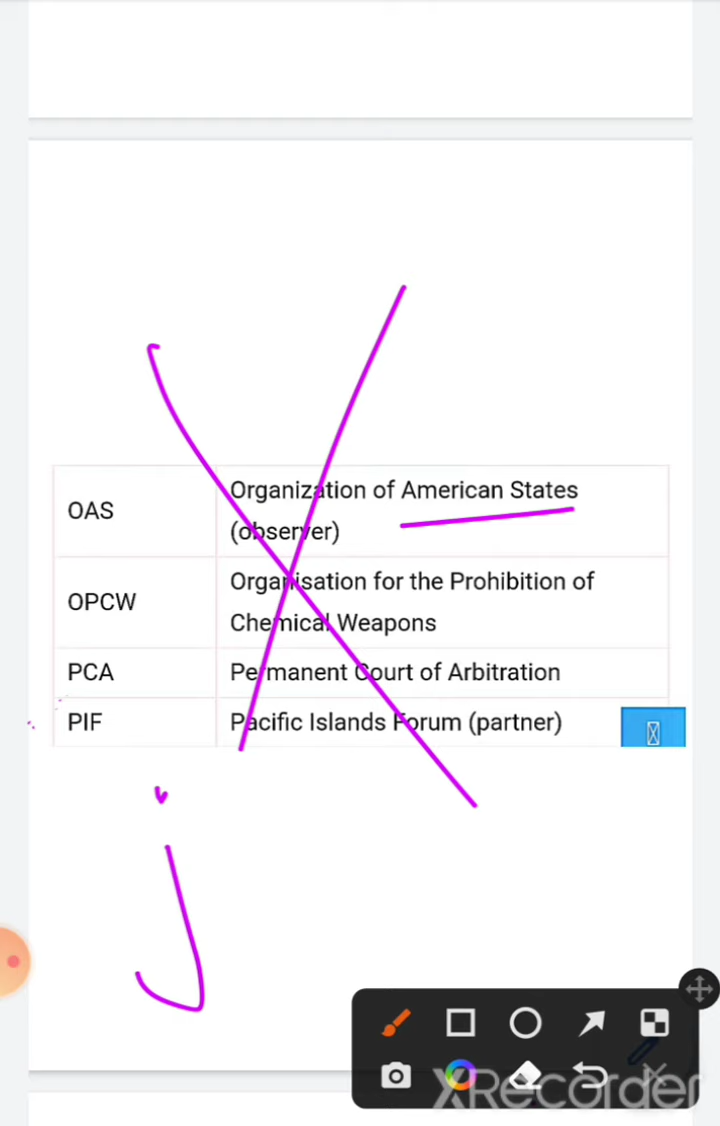 OAS
Organization of American States
(observer)
OPCW
Organisation for the Prohibition of
Chemical Weapons
PCA
Permanent Court of Arbitration
PIF
Pacific Islands Forum (partner)
j
XRecorder